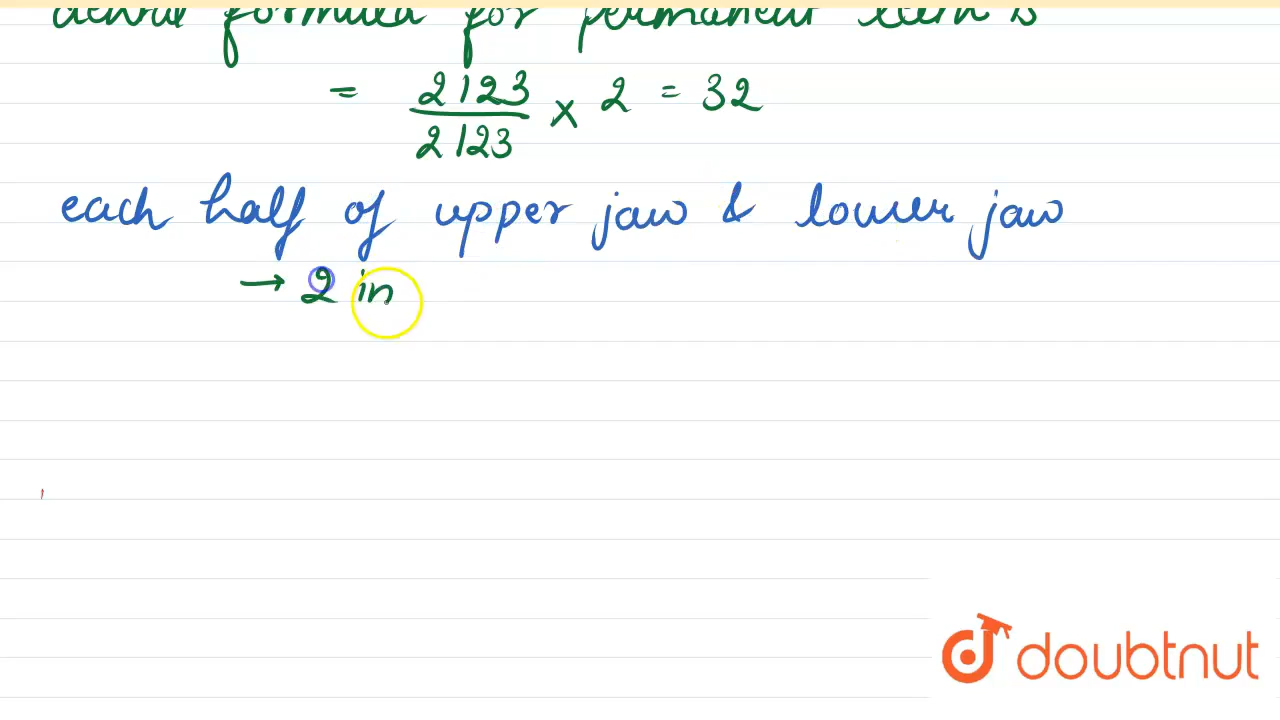 dental formula for permanent teeth is
= 2123/2123 × 2 = 32
each half of upper jaw & lower jaw
→ 2 in
doubtnut